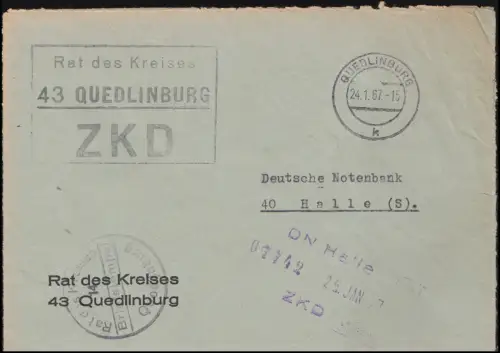 Rat des Kreises
43 QUEDLINBURG
ZKD
QUEDLINBURG
24.1.67.-15
k
Deutsche Notenbank
40 Halle (S).
DN Halle
ZKD
Rat des Kreises
43 Quedlinburg